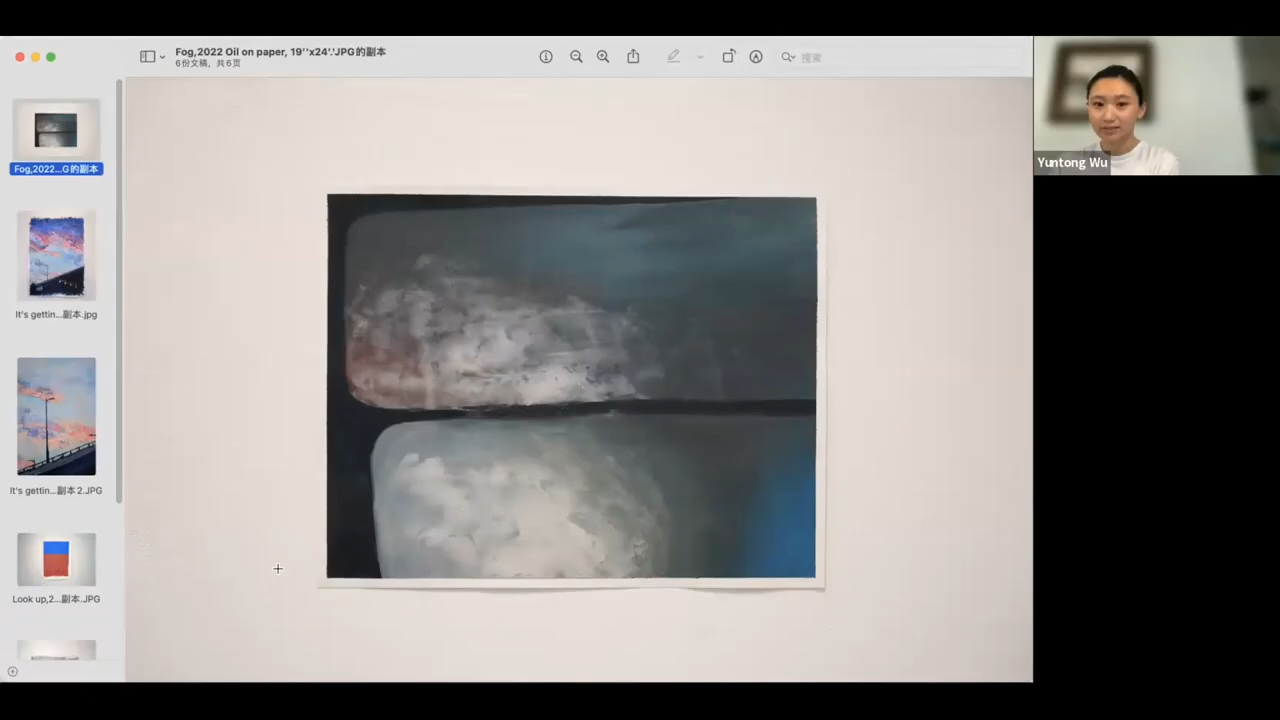 Fog,2022 Oil on paper, 19''x24'.'JPG的副本
6份文稿，共6页
搜索
Fog,2022...G的副本
It's gettin...副本.jpg
It's gettin...副本2.JPG
Look up,2...副本.JPG
Yuntong Wu